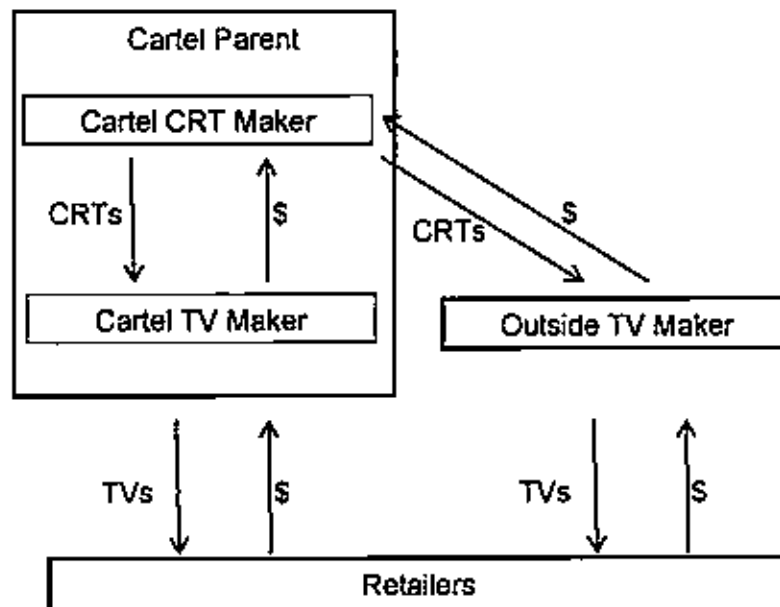 Cartel Parent
Cartel CRT Maker
CRTs
$
CRTs
$
Cartel TV Maker
Outside TV Maker
TVs
$
TVs
$
Retailers